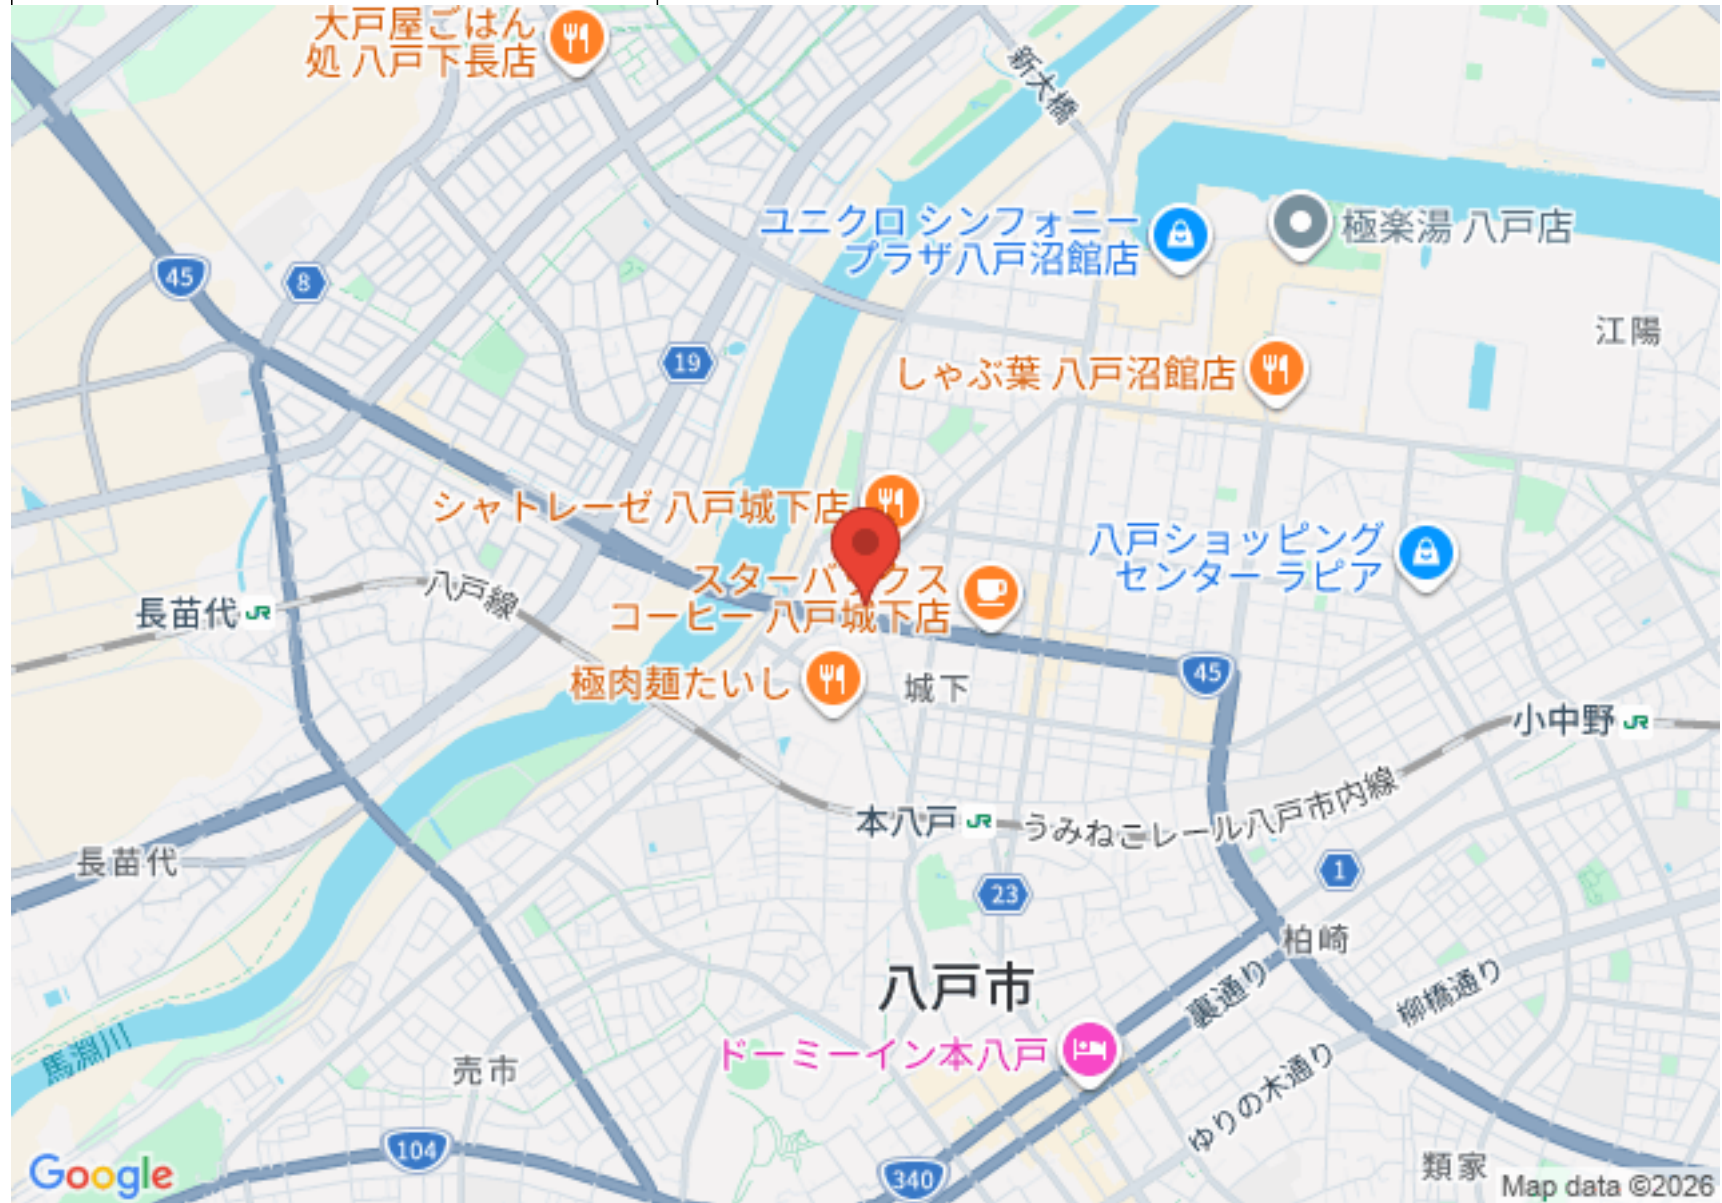 大戸屋ごはん
処 八戸下長店
新大橋
ユニクロ シンフォニー
プラザ八戸沼館店
極楽湯 八戸店
45
8
江陽
19
しゃぶ葉 八戸沼館店
シャトレーゼ 八戸城下店
八戸ショッピング
センター ラピア
スターバックス
コーヒー 八戸城下店
八戸線
長苗代
JR
極肉麺たいし
城下
45
小中野
JR
本八戸
JR
うみねこレール八戸市内線
長苗代
1
23
柏崎
八戸市
裏通り
柳橋通り
馬淵川
売市
ドーミーイン本八戸
ゆりの木通り
104
340
類家
Google
Map data ©2026